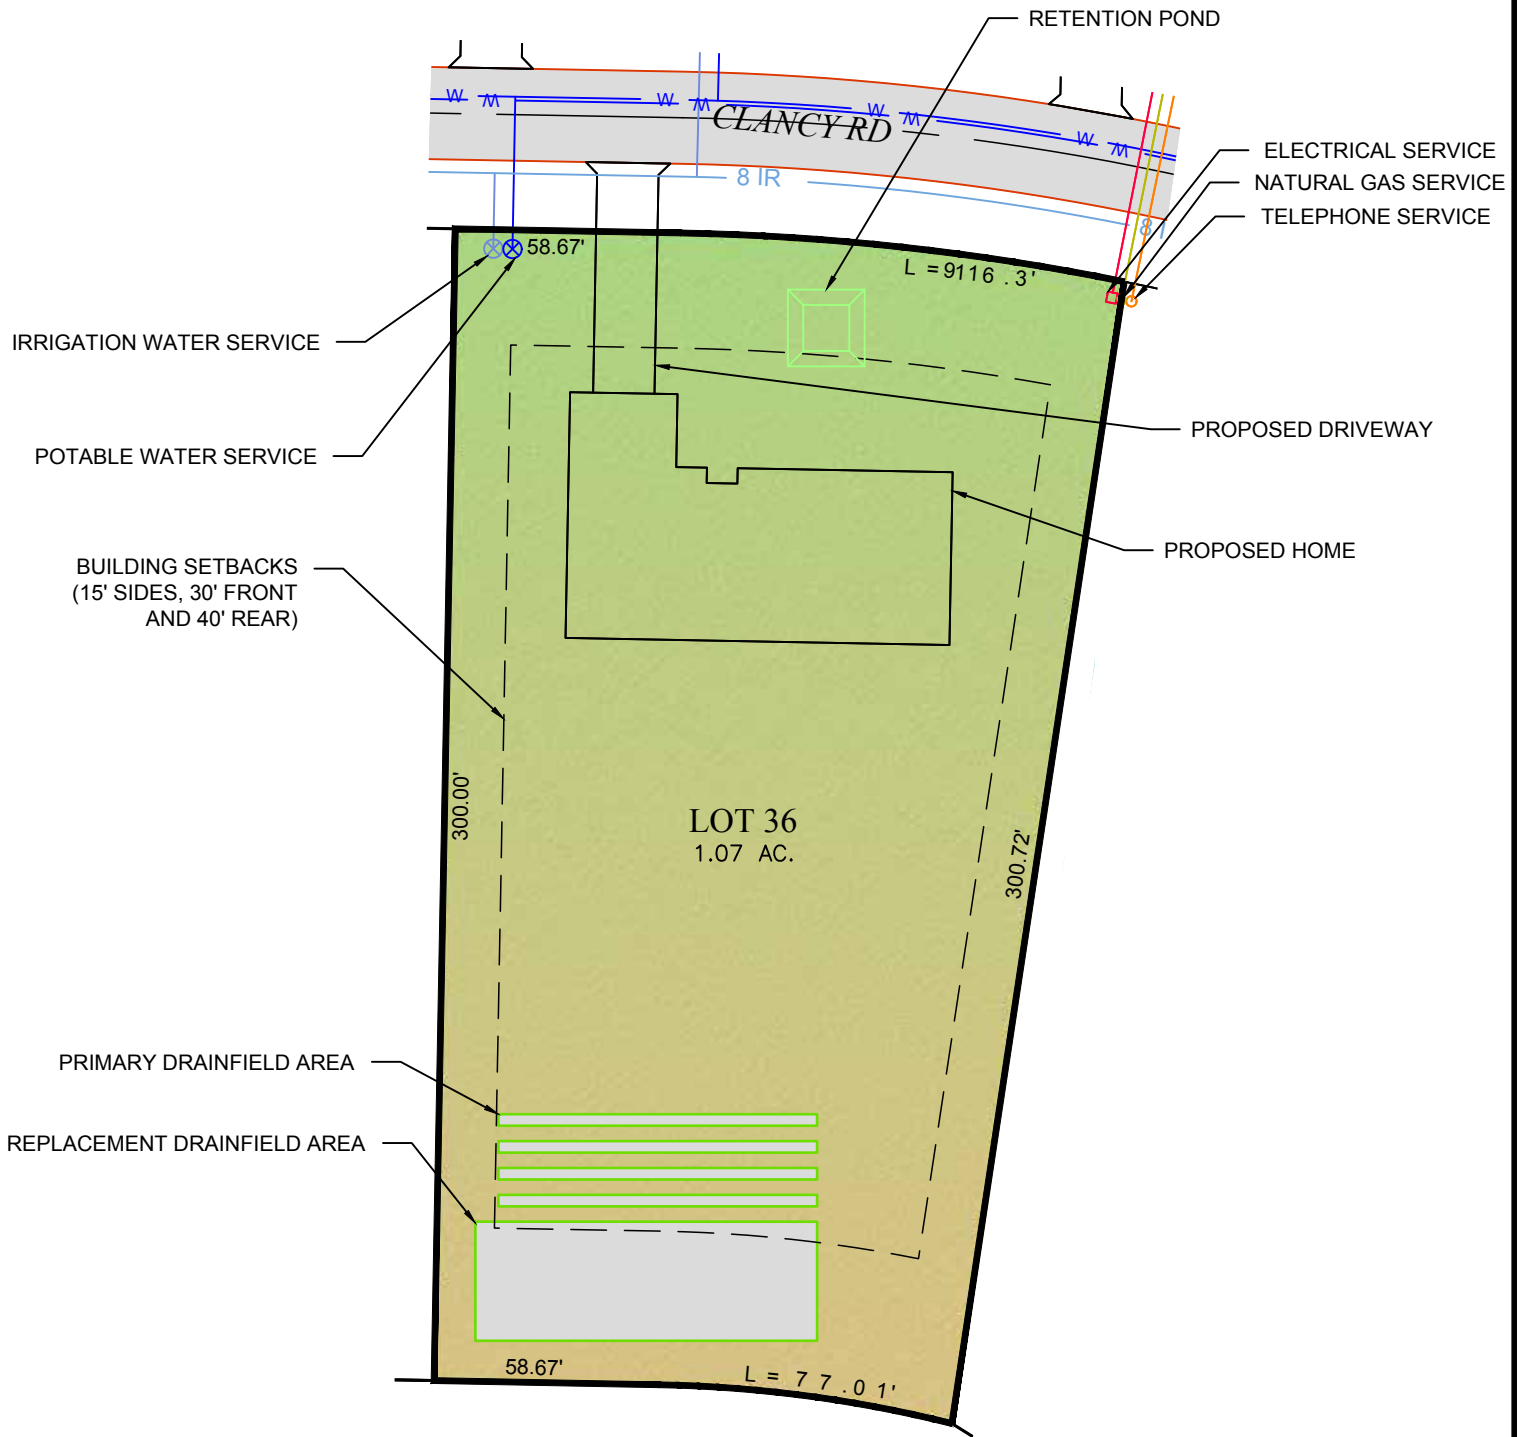 RETENTION POND
W W W W W W W W
CLANCY RD
ELECTRICAL SERVICE
8 IR
NATURAL GAS SERVICE
TELEPHONE SERVICE
8 I
58.67'
L =9116 .3'
IRRIGATION WATER SERVICE
PROPOSED DRIVEWAY
POTABLE WATER SERVICE
PROPOSED HOME
BUILDING SETBACKS
(15' SIDES, 30' FRONT
AND 40' REAR)
300.00'
LOT 36
1.07 AC.
300.72'
PRIMARY DRAINFIELD AREA
REPLACEMENT DRAINFIELD AREA
58.67'
L = 7 7 .0 1'